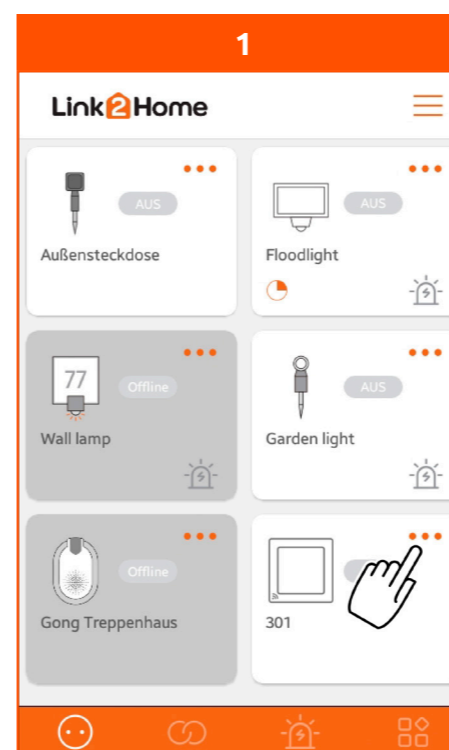 1
Link2Home
AUS
Außensteckdose
AUS
Floodlight
77
Offline
Wall lamp
AUS
Garden light
Offline
Gong Treppenhaus
301